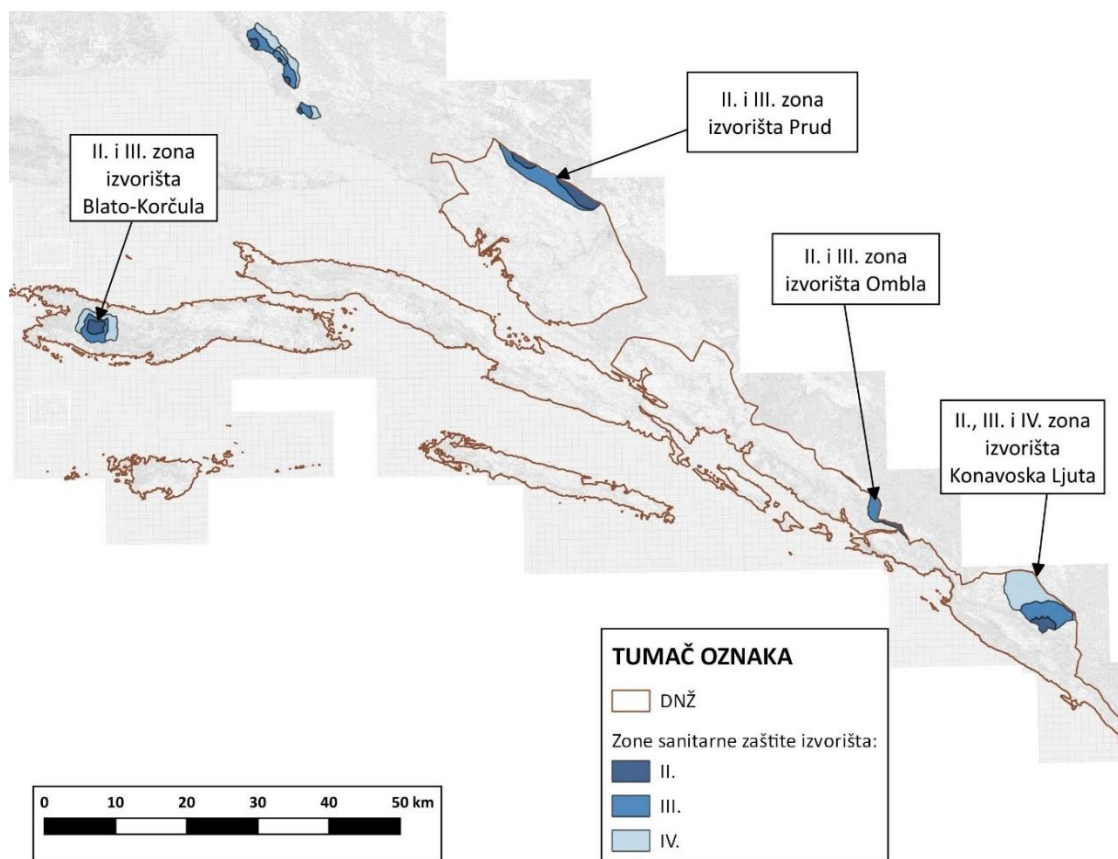 II. i III. zona
izvorišta Prud
II. i III. zona
izvorišta
Blato-Korčula
II. i III. zona
izvorišta Ombla
II., III. i IV. zona
izvorišta
Konavoska Ljuta
TUMAČ OZNAKA
DNŽ
Zone sanitarne zaštite izvorišta:
II.
III.
IV.
0 10 20 30 40 50 km